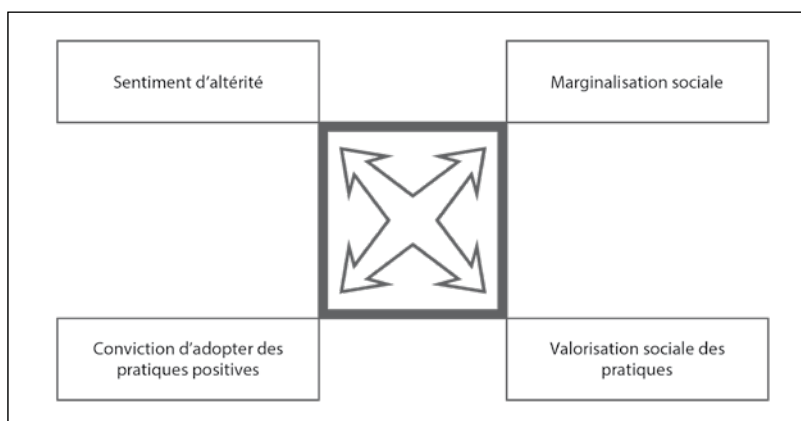 Sentiment d'altérité
Marginalisation sociale
Conviction d'adopter des
pratiques positives
Valorisation sociale des
pratiques